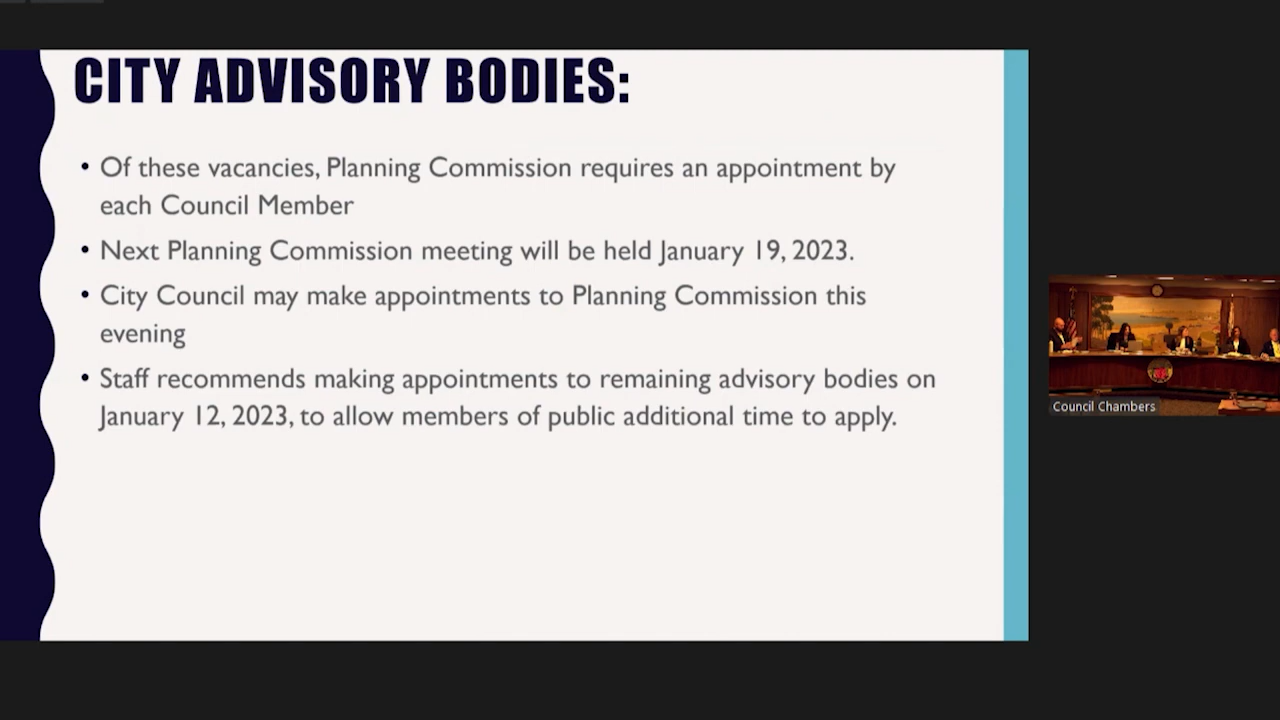 CITY ADVISORY BODIES:
• Of these vacancies, Planning Commission requires an appointment by
each Council Member
• Next Planning Commission meeting will be held January 19, 2023.
• City Council may make appointments to Planning Commission this
evening
• Staff recommends making appointments to remaining advisory bodies on
January 12, 2023, to allow members of public additional time to apply.
Council Chambers